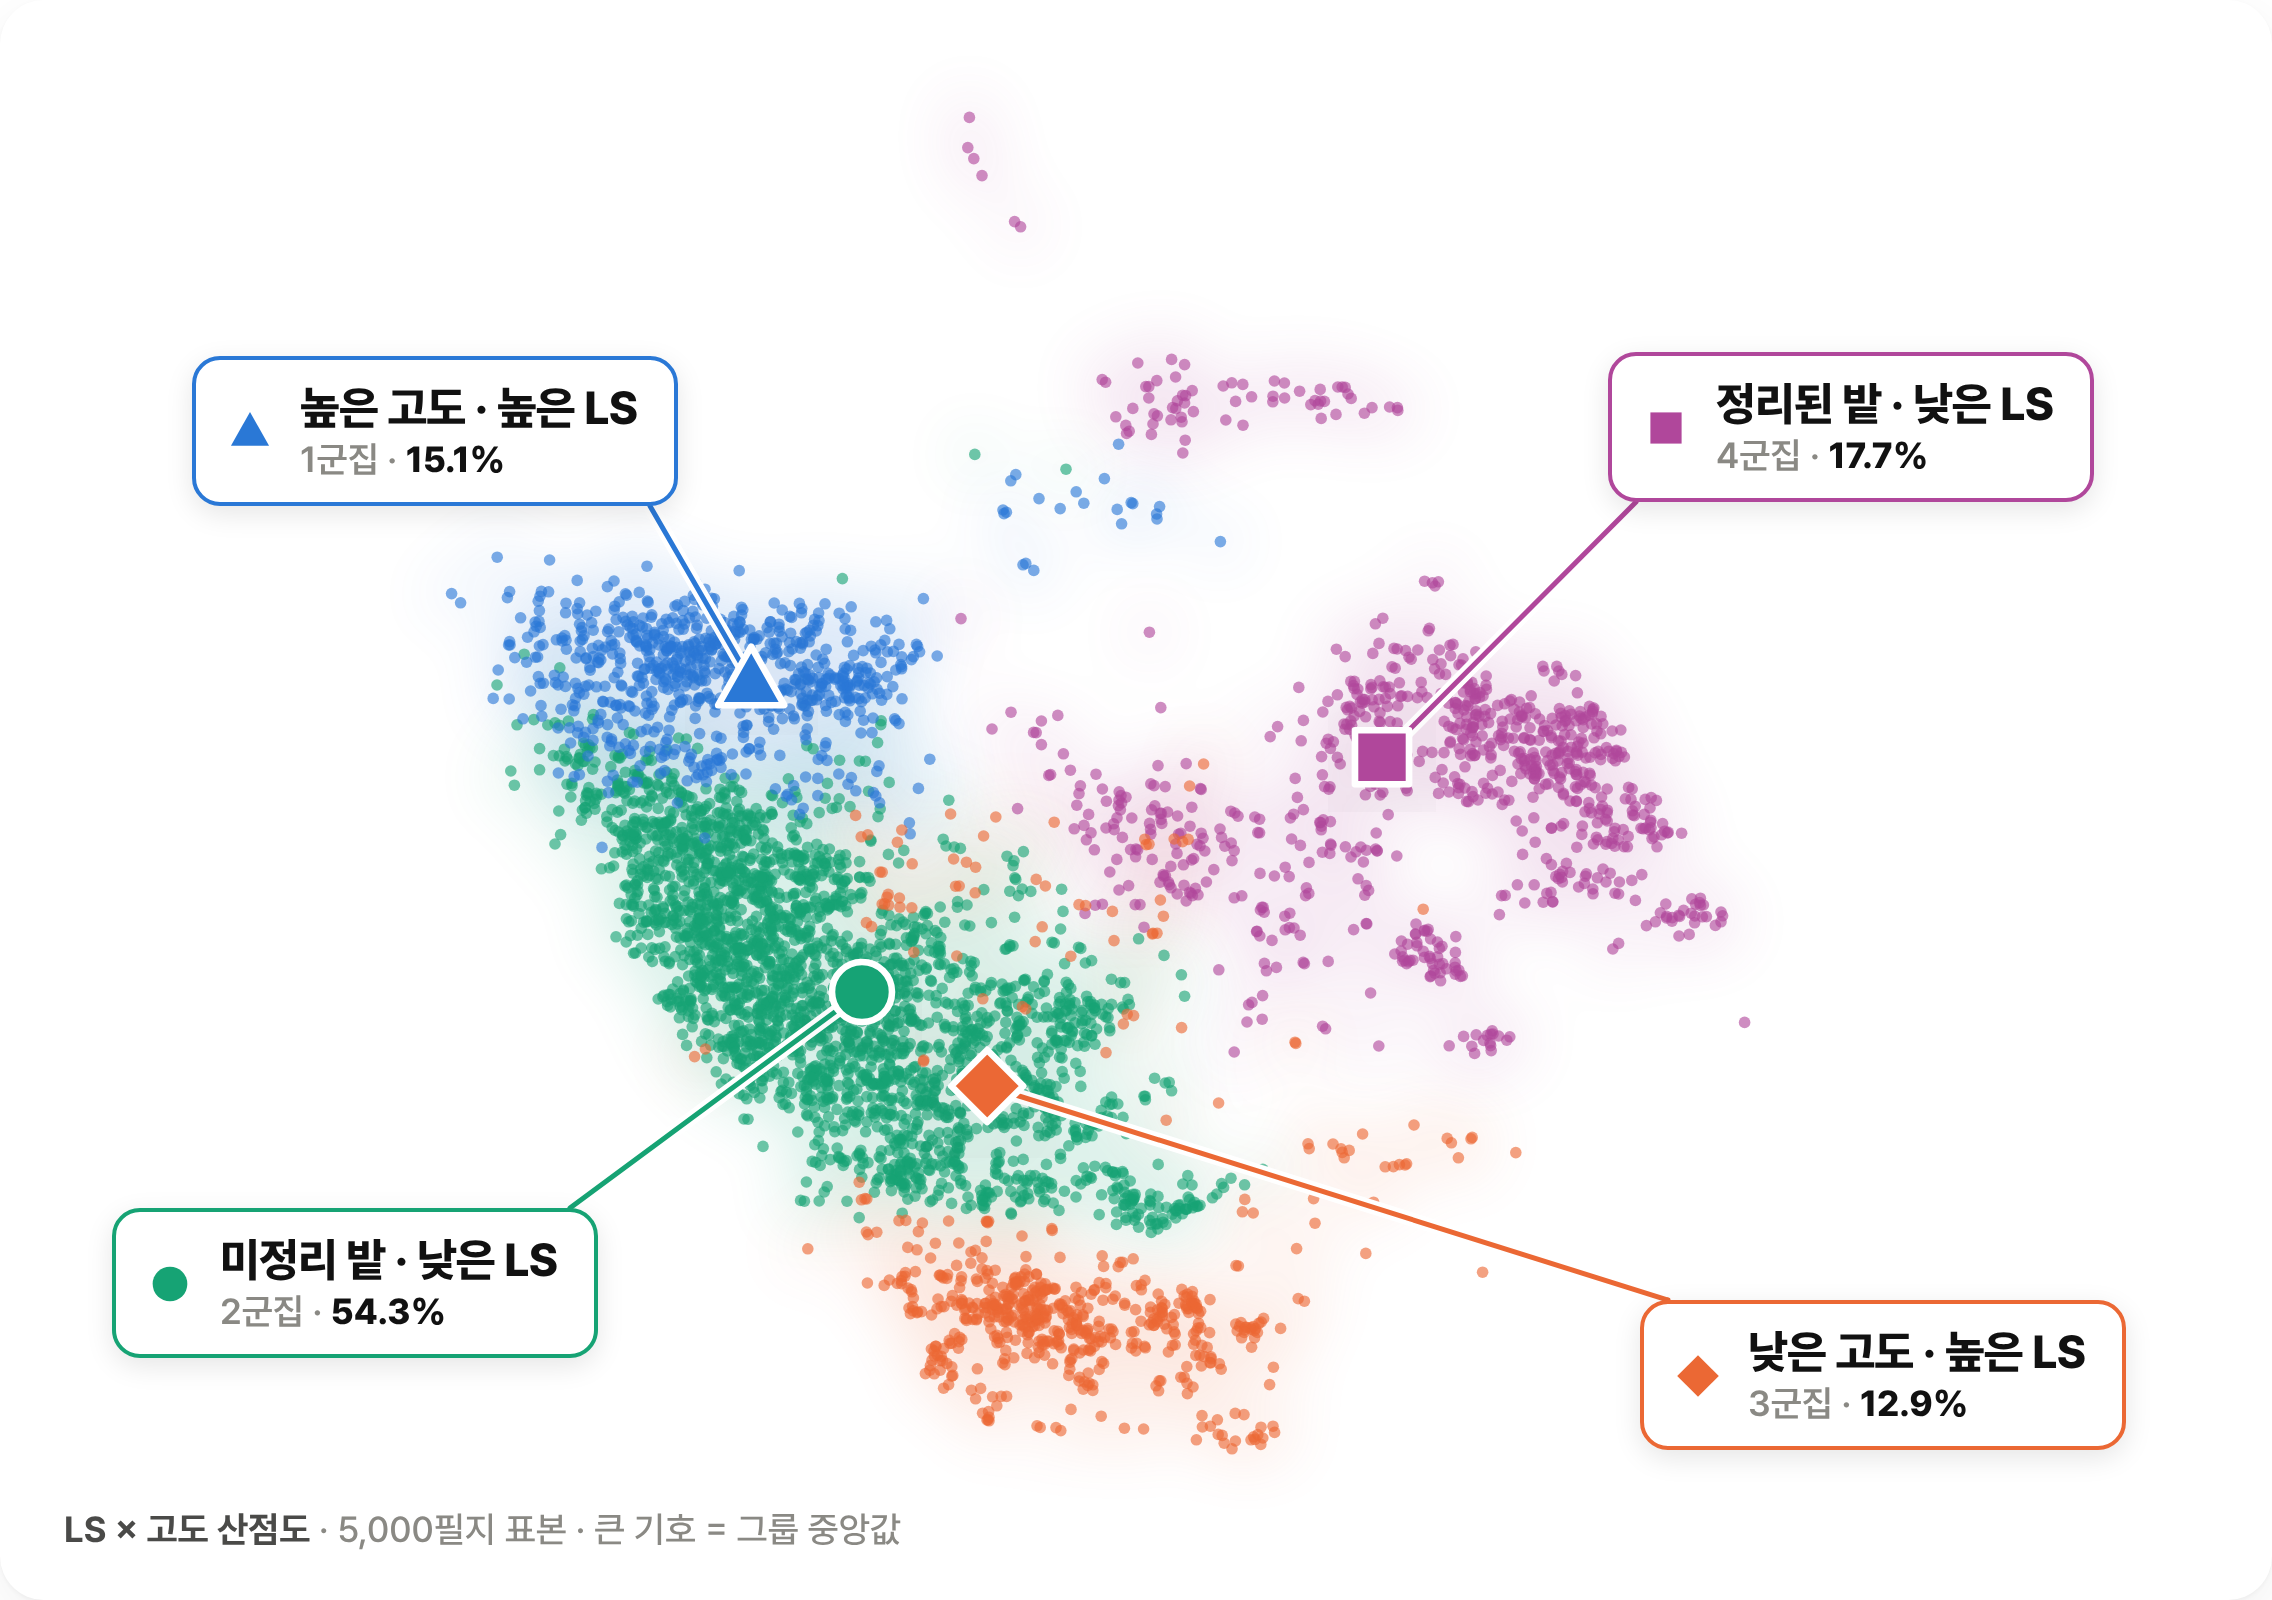 높은 고도 · 높은 LS
1군집 · 15.1%
정리된 밭 · 낮은 LS
4군집 · 17.7%
미정리 밭 · 낮은 LS
2군집 · 54.3%
낮은 고도 · 높은 LS
3군집 · 12.9%
LS × 고도 산점도 · 5,000필지 표본 · 큰 기호 = 그룹 중앙값